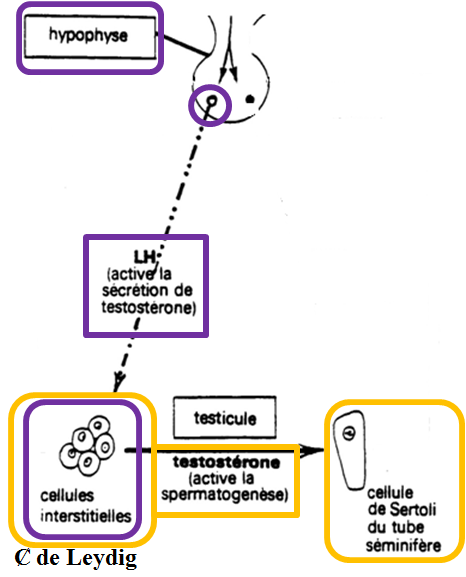 hypophyse
LH
(active la
sécrétion de
testostérone)
testicule
testostérone
(active la
spermatogenèse)
cellules
interstitielles
cellule
de Sertoli
du tube
séminifère
₡ de Leydig